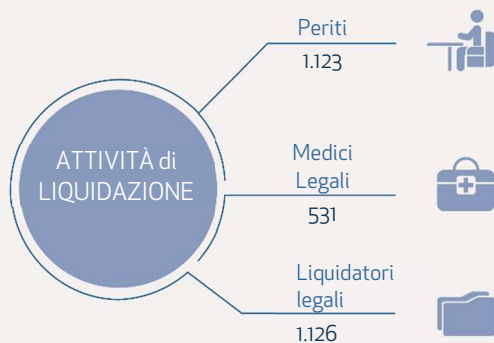 Periti
1.123
ATTIVITÀ di
LIQUIDAZIONE
Medici
Legali
531
Liquidatori
legali
1.126